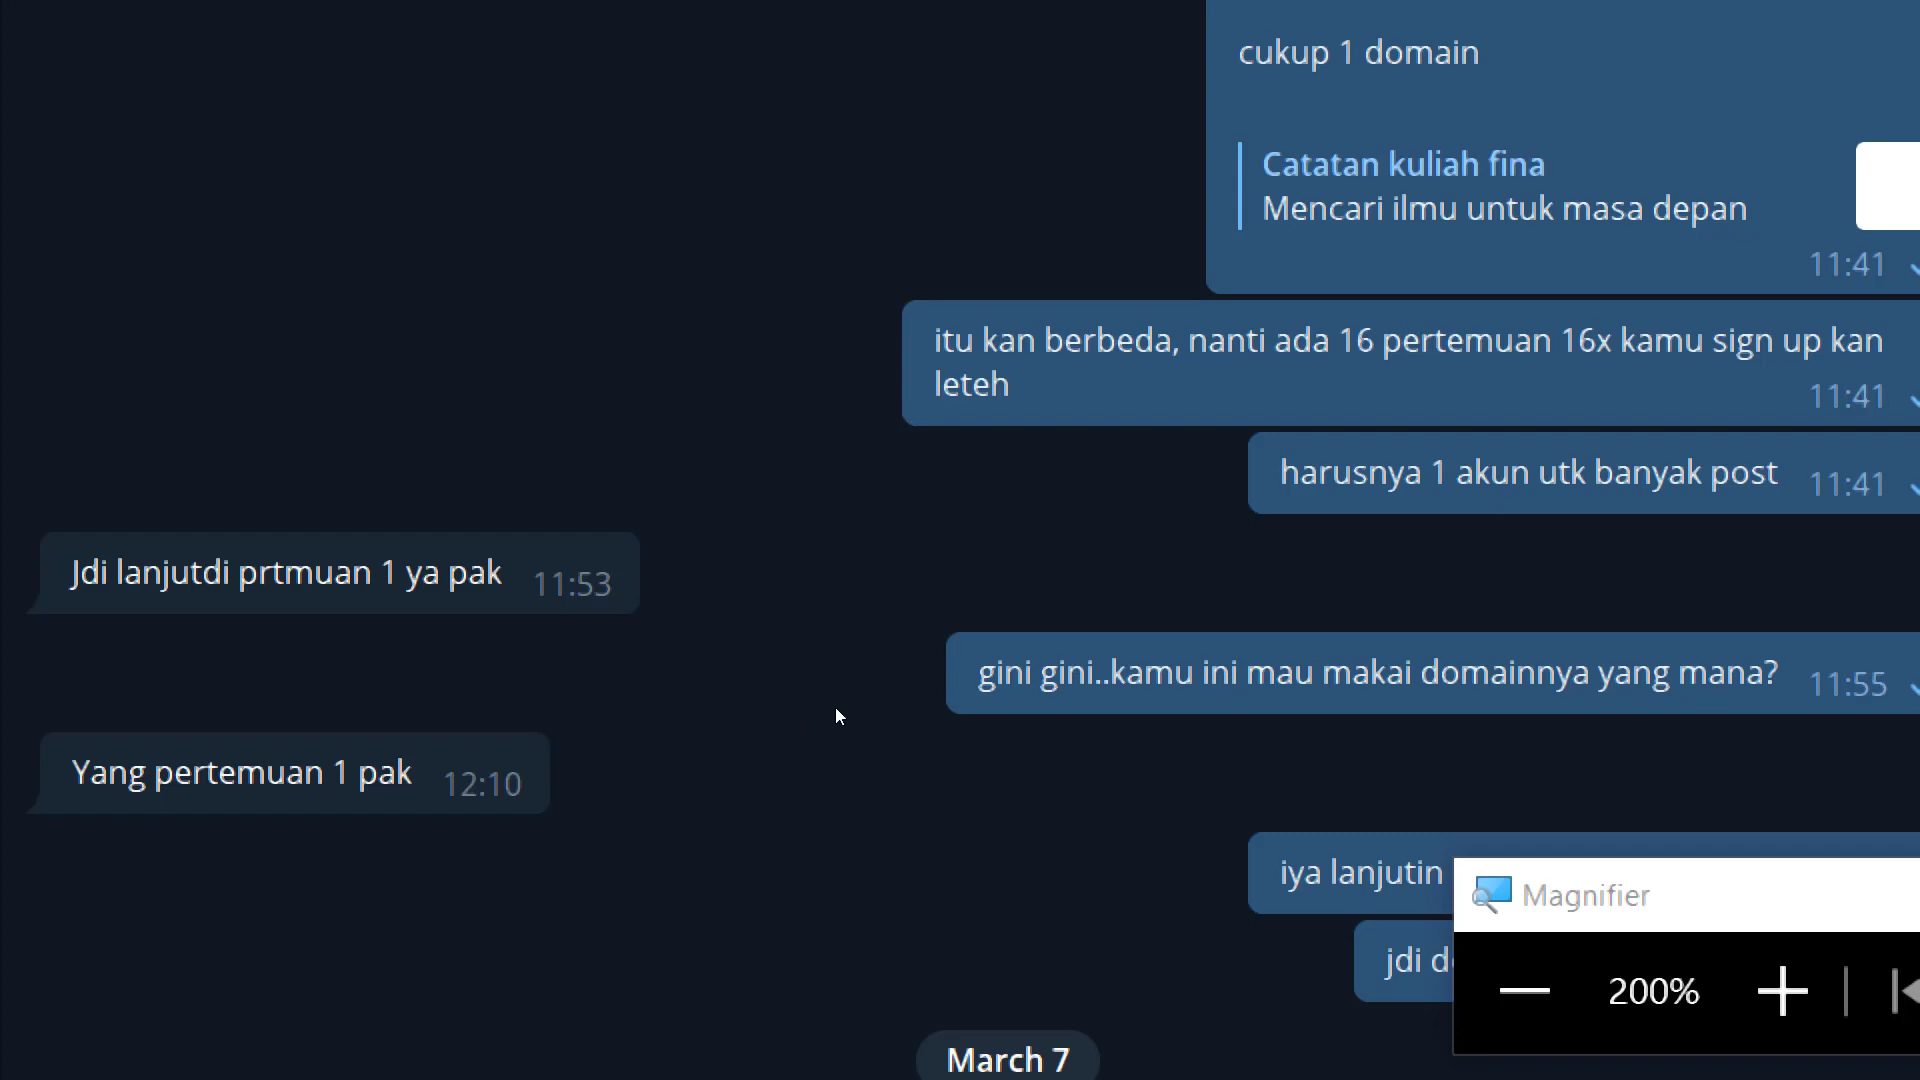 cukup 1 domain
Catatan kuliah fina
Mencari ilmu untuk masa depan
11:41
itu kan berbeda, nanti ada 16 pertemuan 16x kamu sign up kan
leteh
11:41
harusnya 1 akun utk banyak post 11:41
Jdi lanjutdi prtmuan 1 ya pak 11:53
gini gini..kamu ini mau makai domainnya yang mana? 11:55
Yang pertemuan 1 pak 12:10
iya lanjutin
Magnifier
jdi
200%
March 7